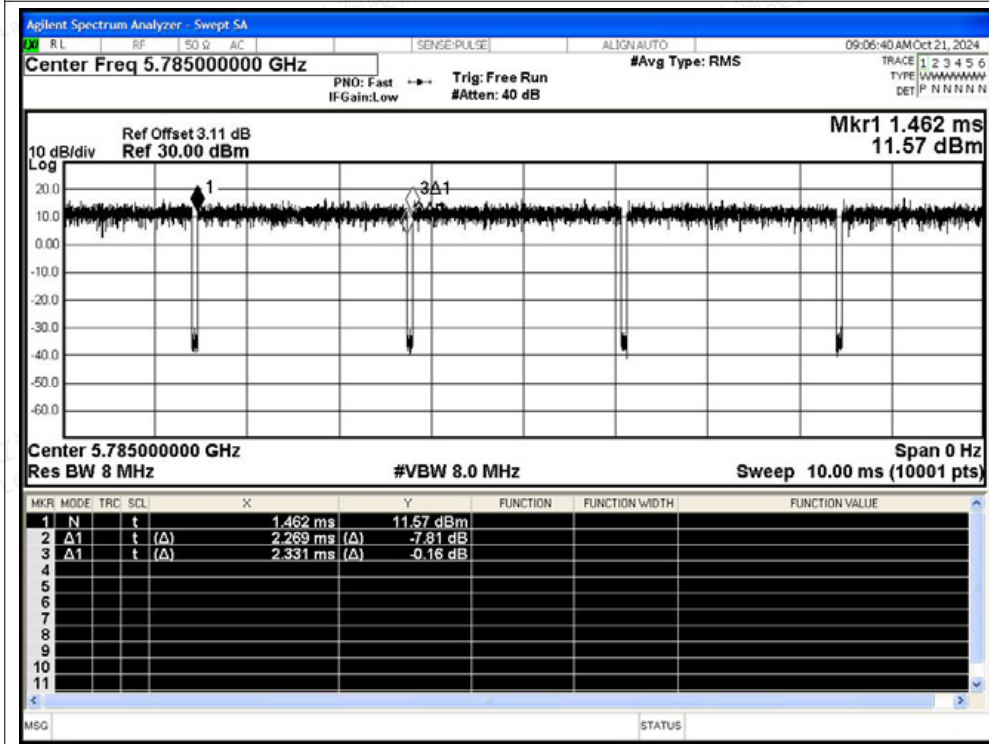 Agilent Spectrum Analyzer - Swept SA
RL RF 50 Ω AC SENSE:PULSE ALIGN AUTO 09:06:40 AM Oct 21, 2024
Center Freq 5.785000000 GHz #Avg Type: RMS TRACE 1 2 3 4 5 6
PNO: Fast Trig: Free Run TYPE WWWWWW
IFGain:Low #Atten: 40 dB DET P N N N N N
Mkr1 1.462 ms
11.57 dBm
Ref Offset 3.11 dB
10 dB/div Ref 30.00 dBm
Log
20.0
10.0
0.00
-10.0
-20.0
-30.0
-40.0
-50.0
-60.0
1
3Δ1
Center 5.785000000 GHz Span 0 Hz
Res BW 8 MHz #VBW 8.0 MHz Sweep 10.00 ms (10001 pts)
MKR MODE TRC SCL X Y FUNCTION FUNCTION WIDTH FUNCTION VALUE
1 N t 1.462 ms 11.57 dBm
2 Δ1 t (Δ) 2.269 ms (Δ) -7.81 dB
3 Δ1 t (Δ) 2.331 ms (Δ) -0.16 dB
4
5
6
7
8
9
10
11
MSG STATUS